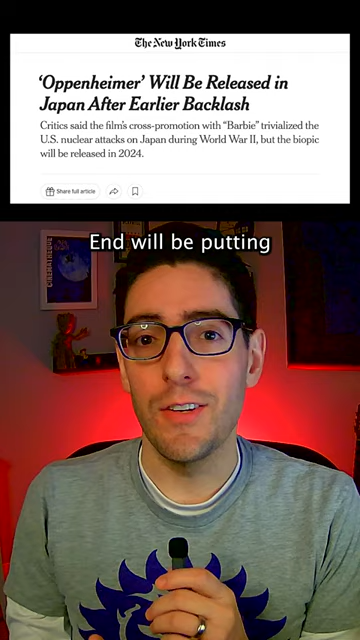 The New York Times
‘Oppenheimer’ Will Be Released in
Japan After Earlier Backlash
Critics said the film’s cross-promotion with “Barbie” trivialized the
U.S. nuclear attacks on Japan during World War II, but the biopic
will be released in 2024.
Share full article
End will be putting
CINEMATHEQUE